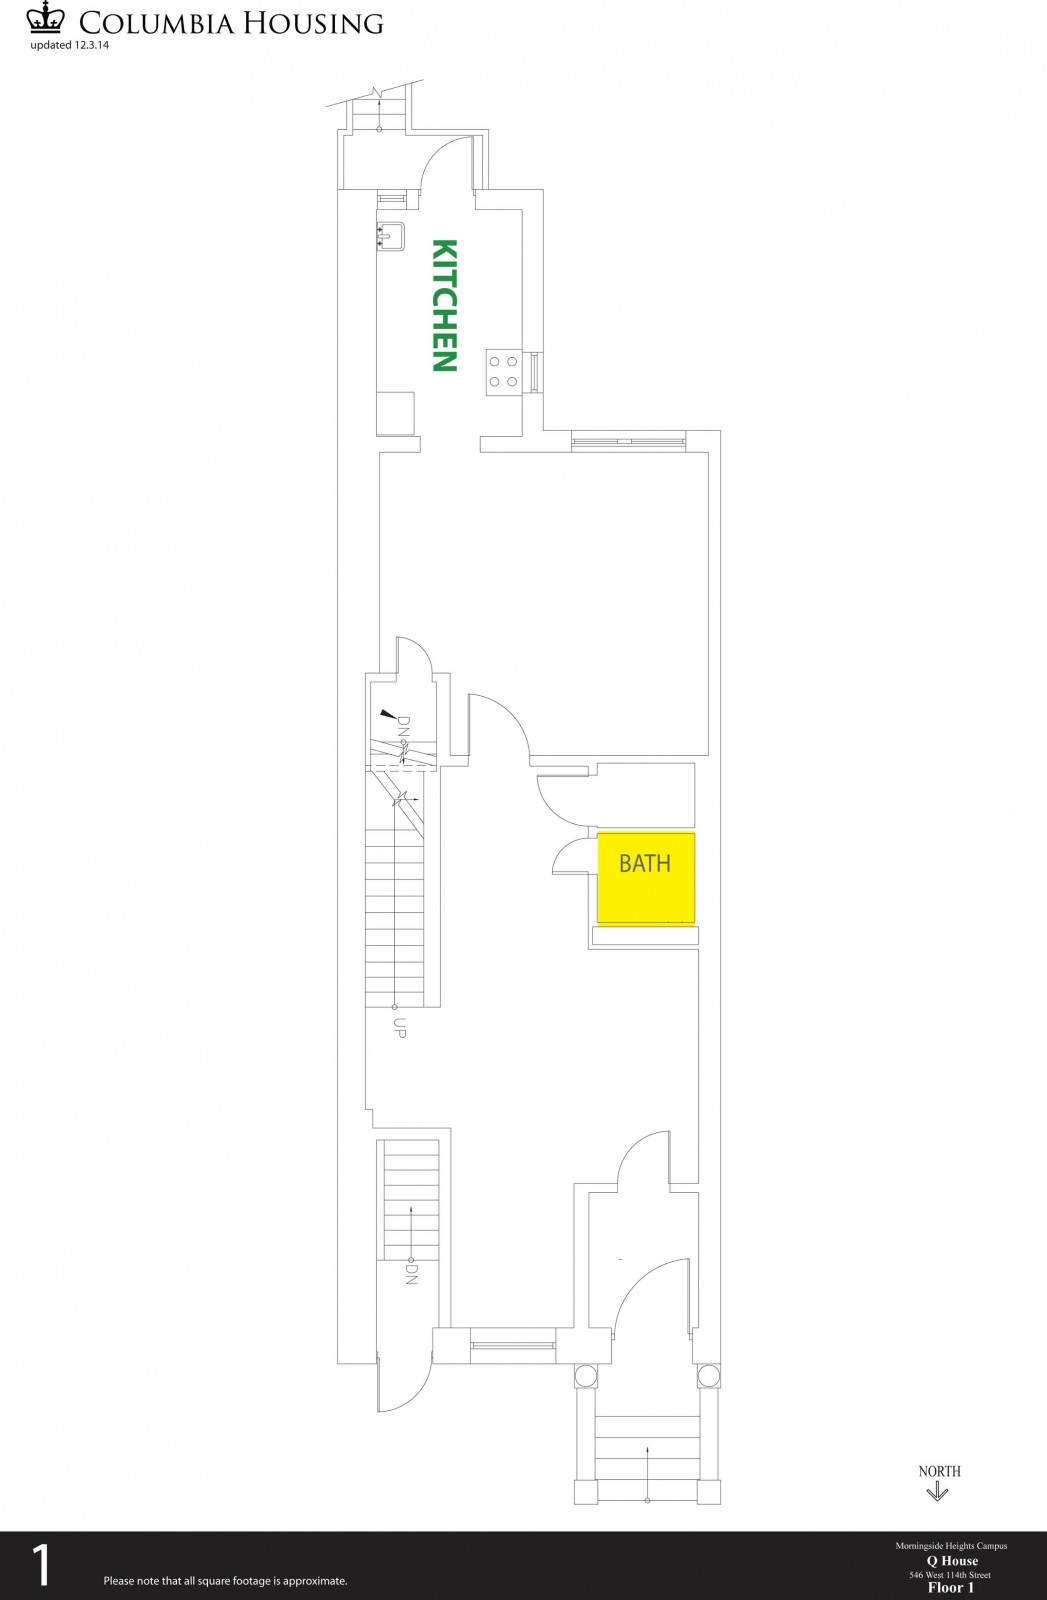 COLUMBIA HOUSING
updated 12.3.14
KITCHEN
DN
BATH
UP
DN
NORTH
1
Please note that all square footage is approximate.
Morningside Heights Campus
Q House
546 West 114th Street
Floor 1